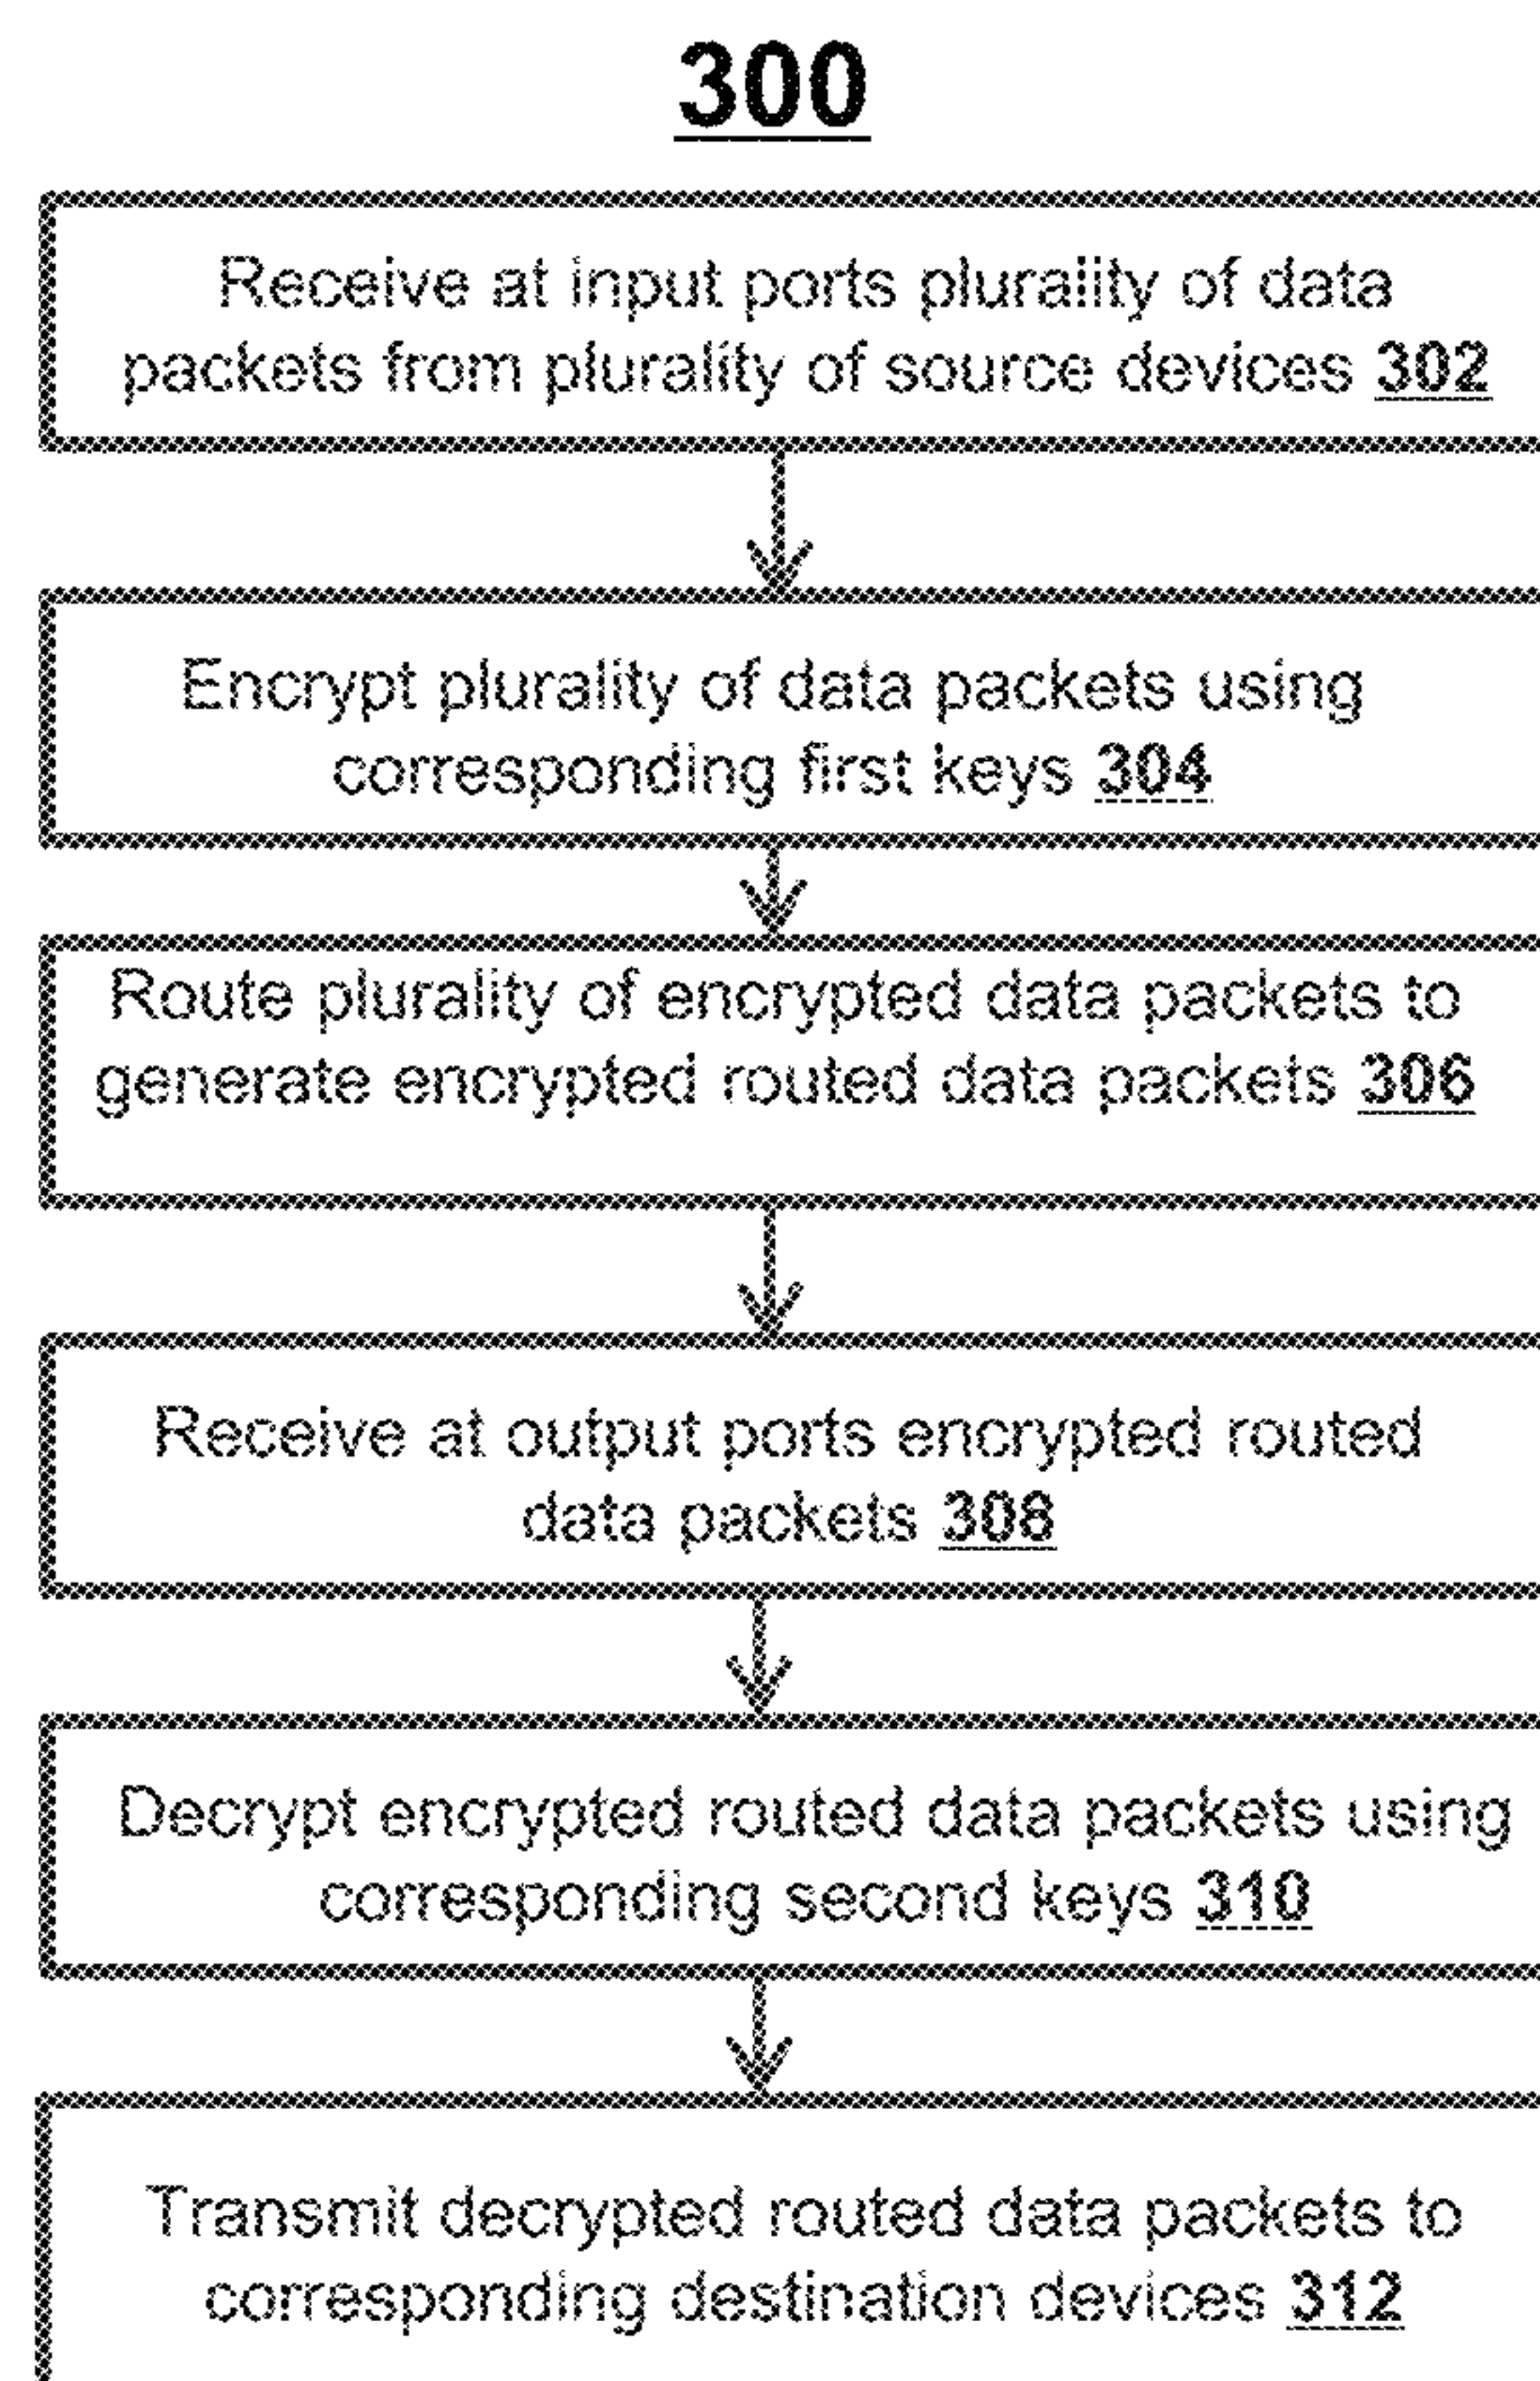 300
Receive at input ports plurality of data
packets from plurality of source devices 302
Encrypt plurality of data packets using
corresponding first keys 304
Route plurality of encrypted data packets to
generate encrypted routed data packets 306
Receive at output ports encrypted routed
data packets 308
Decrypt encrypted routed data packets using
corresponding second keys 310
Transmit decrypted routed data packets to
corresponding destination devices 312